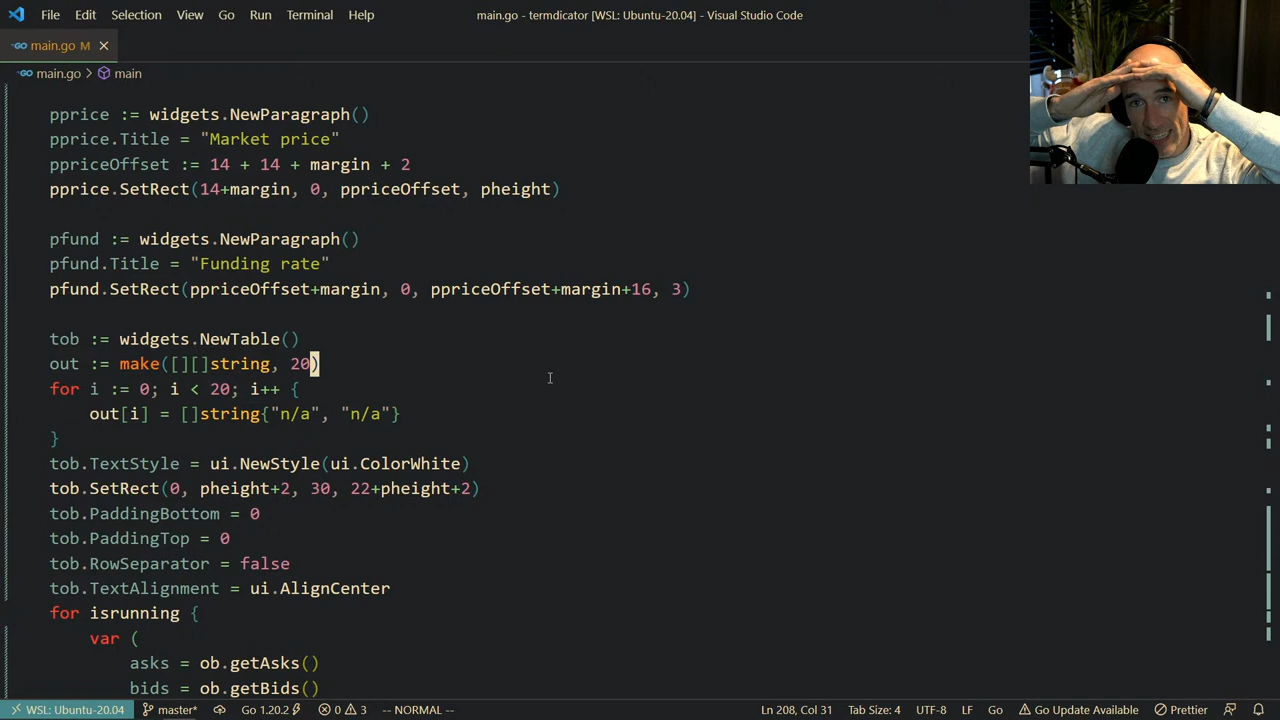 File Edit Selection View Go Run Terminal Help
main.go - termdicator [WSL: Ubuntu-20.04] - Visual Studio Code
main.go M
main.go > main
pprice := widgets.NewParagraph()
pprice.Title = "Market price"
ppriceOffset := 14 + 14 + margin + 2
pprice.SetRect(14+margin, 0, ppriceOffset, pheight)
pfund := widgets.NewParagraph()
pfund.Title = "Funding rate"
pfund.SetRect(ppriceOffset+margin, 0, ppriceOffset+margin+16, 3)
tob := widgets.NewTable()
out := make([][]string, 20)
for i := 0; i < 20; i++ {
out[i] = []string{"n/a", "n/a"}
}
tob.TextStyle = ui.NewStyle(ui.ColorWhite)
tob.SetRect(0, pheight+2, 30, 22+pheight+2)
tob.PaddingBottom = 0
tob.PaddingTop = 0
tob.RowSeparator = false
tob.TextAlignment = ui.AlignCenter
for isrunning {
var (
asks = ob.getAsks()
bids = ob.getBids()
WSL: Ubuntu-20.04 master* Go 1.20.2 0 3 -- NORMAL -- Ln 208, Col 31 Tab Size: 4 UTF-8 LF Go Go Update Available Prettier